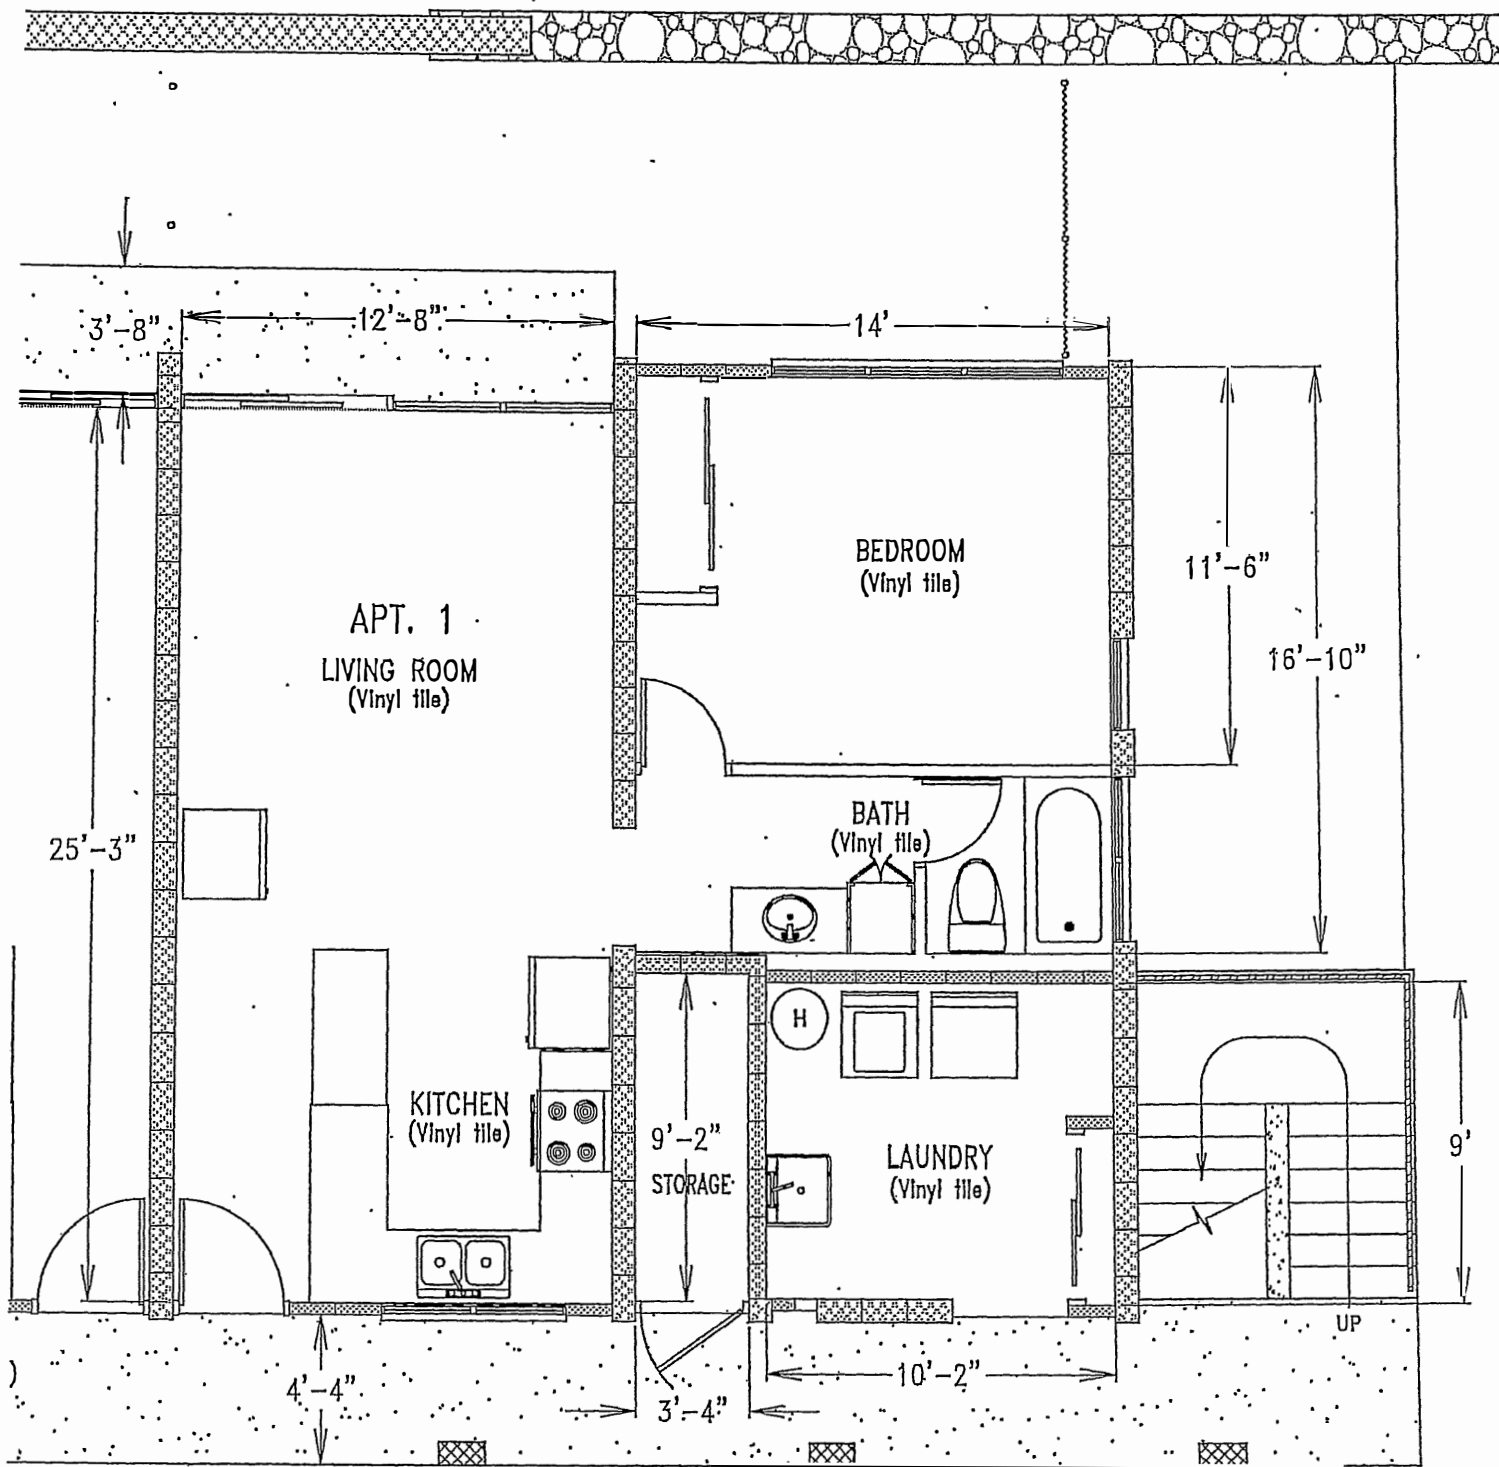 3'-8"
12'-8"
14'
BEDROOM
(Vinyl tile)
11'-6"
APT. 1
LIVING ROOM
(Vinyl tile)
16'-10"
BATH
(Vinyl tile)
25'-3"
H
KITCHEN
(Vinyl tile)
9'-2"
STORAGE
LAUNDRY
(Vinyl tile)
9'
UP
)
4'-4"
10'-2"
3'-4"